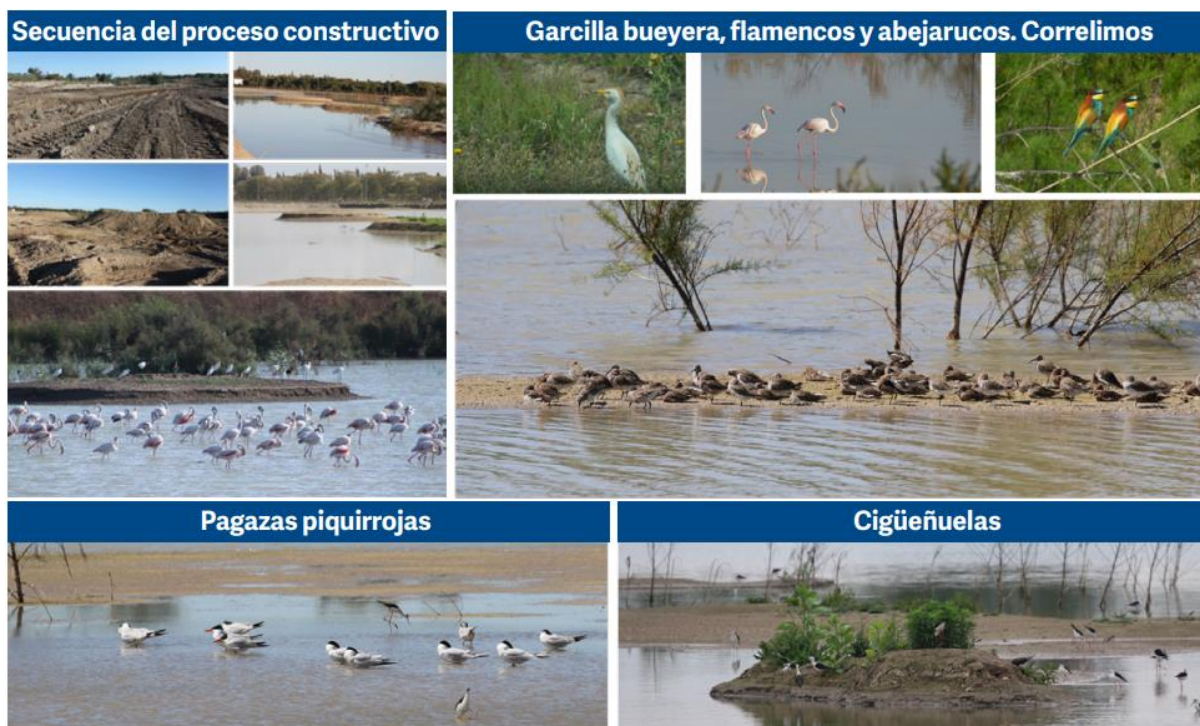 Secuencia del proceso constructivo
Garcilla bueyera, flamencos y abejarucos. Correlimos
Pagazas piquirrojas
Cigüeñuelas